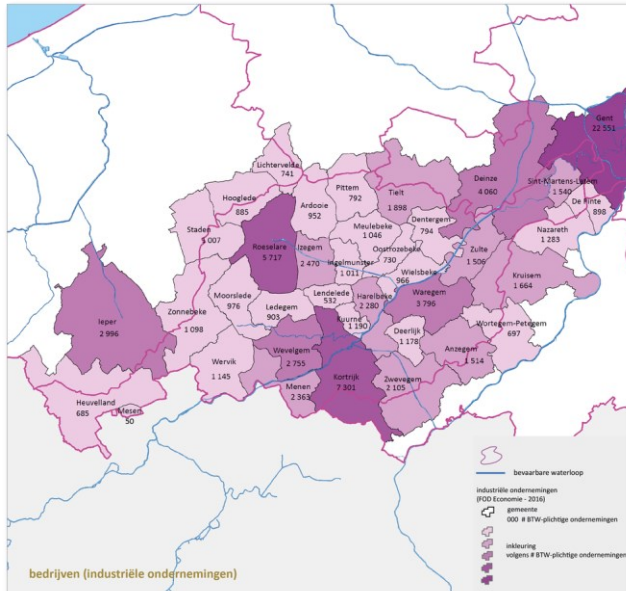 Gent
22 551
Lichtervelde
741
Deinze
4 060
Sint-Martens-Latem
1 540
Pittem
792
Tielt
1 898
Hooglede
885
Ardooie
952
De Pinte
898
Dentergem
794
Staden
1 007
Meulebeke
1 046
Nazareth
1 283
Roeselare
5 717
Izegem
2 470
Oostrozebeke
730
Zulte
1 506
Ingelmunster
1 011
Wielsbeke
966
Kruisem
1 664
Moorslede
976
Ledegem
903
Lendelede
532
Harelbeke
2 280
Waregem
3 796
Zonnebeke
1 098
Kuurne
1 190
Wortegem-Petegem
697
Ieper
2 996
Deerlijk
1 178
Anzegem
1 514
Wervik
1 145
Wevelgem
2 755
Menen
2 363
Kortrijk
7 301
Zwevegem
2 105
Heuvelland
685
Mesen
50
bevaarbare waterloop
industriële ondernemingen
(FOD Economie - 2016)
gemeente
000 # BTW-plichtige ondernemingen
inkleuring
volgens # BTW-plichtige ondernemingen
bedrijven (industriële ondernemingen)